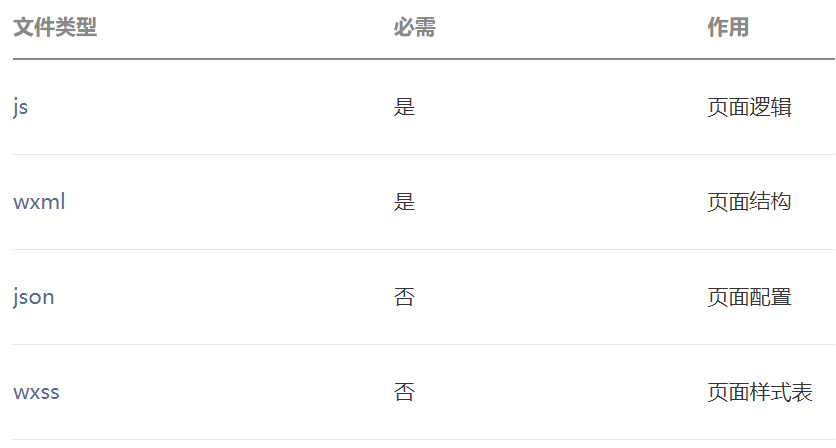 文件类型 必需 作用
js 是 页面逻辑
wxml 是 页面结构
json 否 页面配置
wxss 否 页面样式表